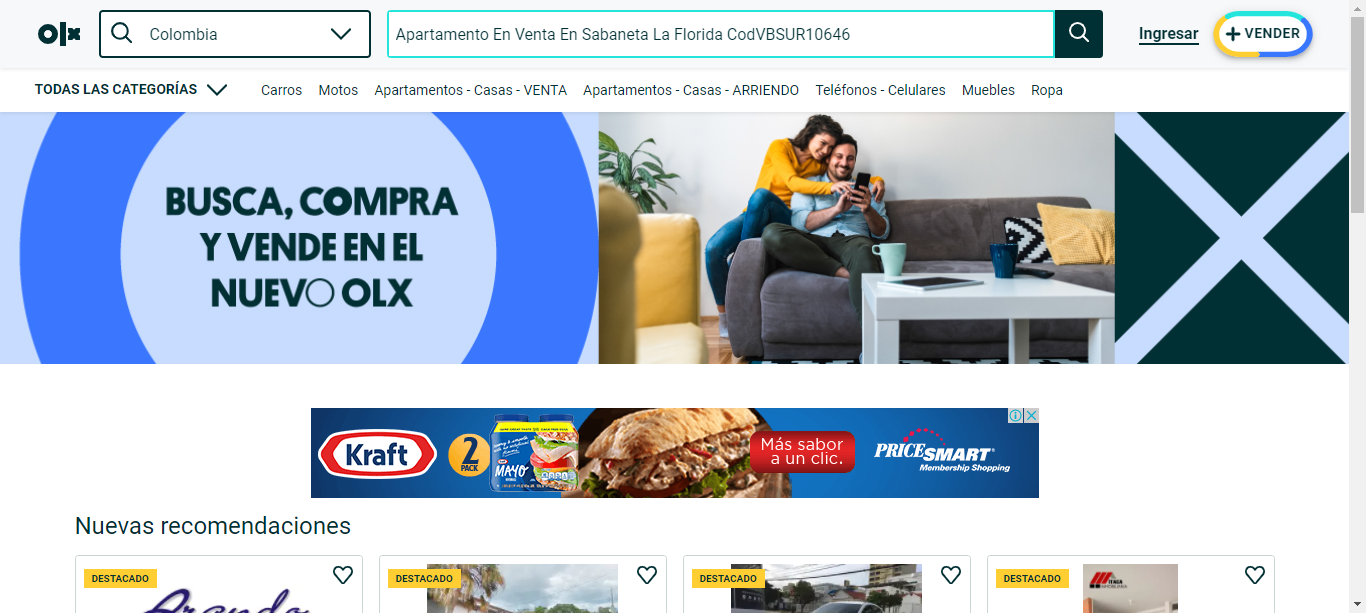 olx
Colombia
Apartamento En Venta En Sabaneta La Florida CodVBSUR10646
Ingresar
+ VENDER
TODAS LAS CATEGORÍAS
Carros
Motos
Apartamentos - Casas - VENTA
Apartamentos - Casas - ARRIENDO
Teléfonos - Celulares
Muebles
Ropa
BUSCA, COMPRA
Y VENDE EN EL
NUEVO OLX
Kraft
2
PACK
MAYO
Más sabor
a un clic.
PRICESMART
Membership Shopping
Nuevas recomendaciones
DESTACADO
DESTACADO
DESTACADO
DESTACADO